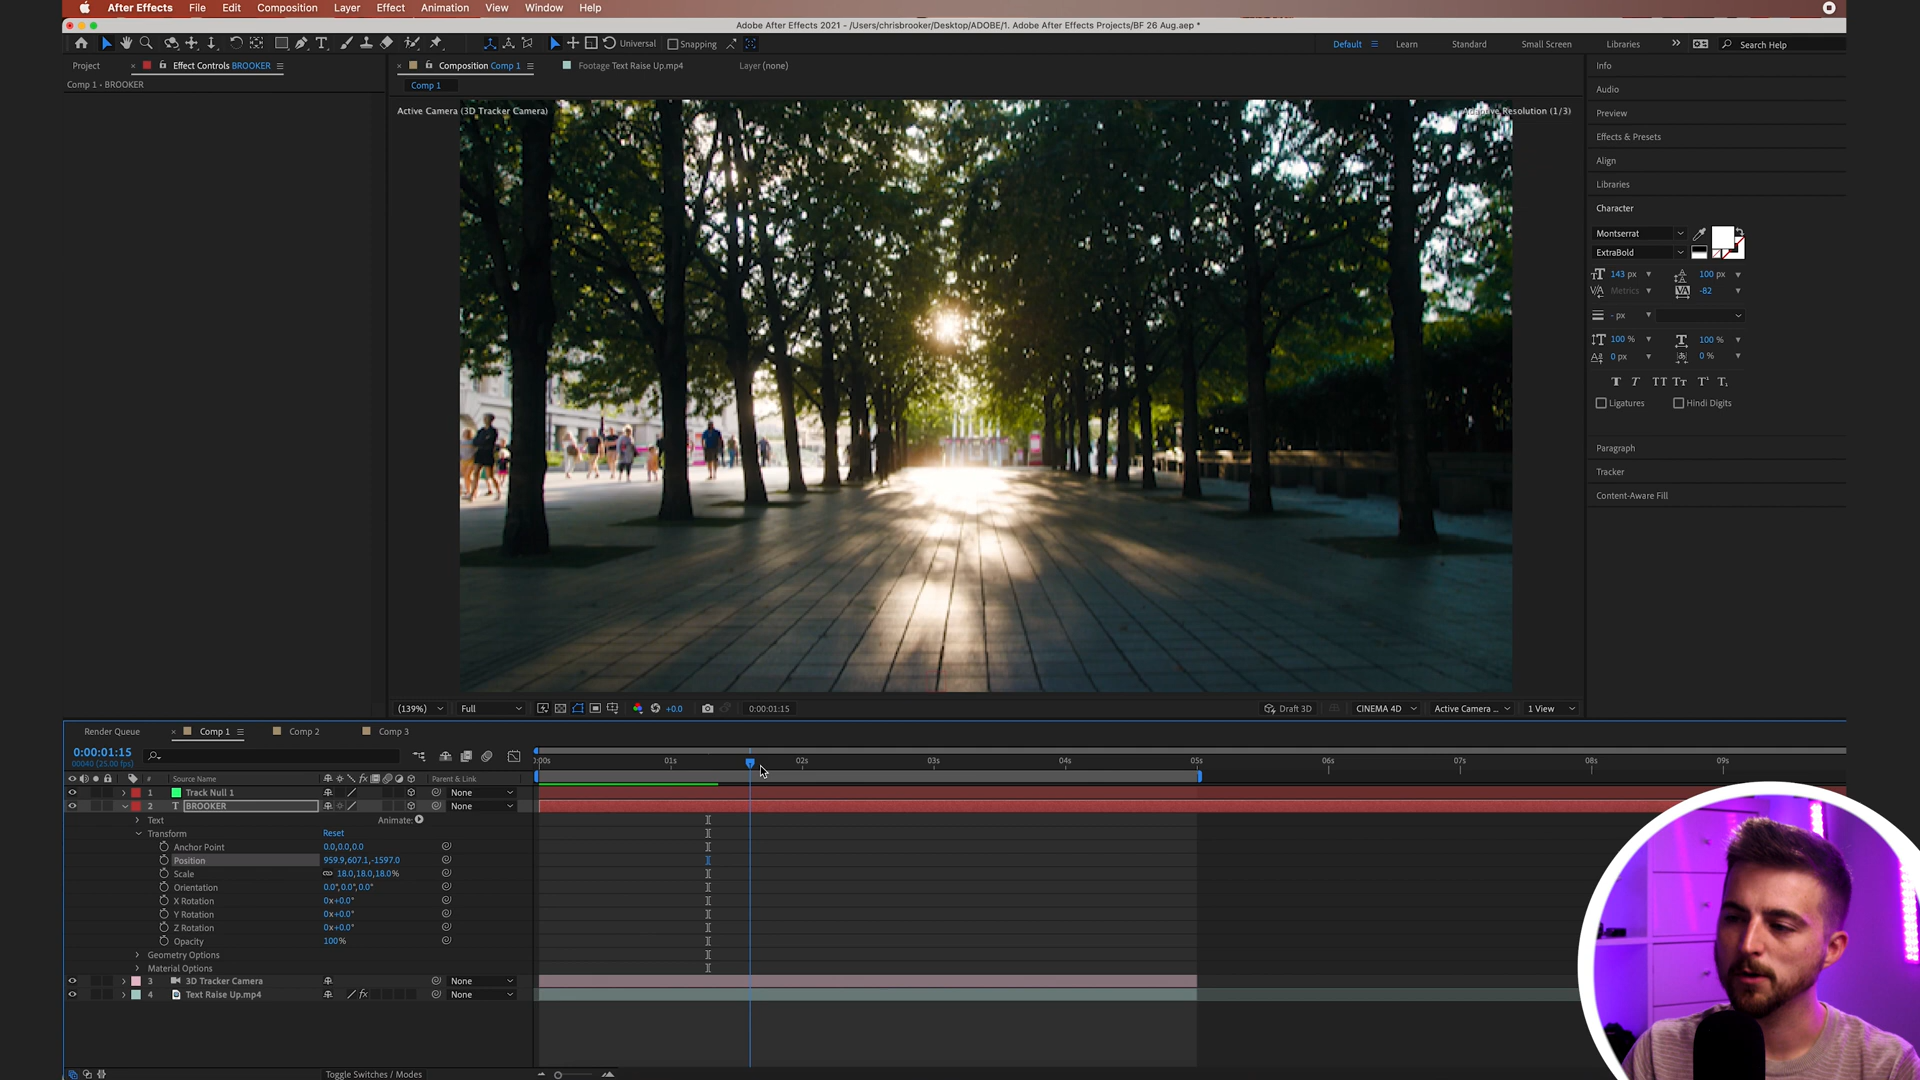 After Effects File Edit Composition Layer Effect Animation View Window Help
Adobe After Effects 2021 - /Users/chrisbrooker/Desktop/ADOBE/1. Adobe After Effects Projects/BF 26 Aug.aep *
Universal Snapping Default Learn Standard Small Screen Libraries Search Help
Project Effect Controls BROOKER Composition Comp 1 Footage Text Raise Up.mp4 Layer (none) Info
Comp 1 - BROOKER Comp 1
Audio
Active Camera (3D Tracker Camera) Resolution (1/3)
Preview
Effects & Presets
Align
Libraries
Character
Montserrat
ExtraBold
143 px 100 px
Metrics -82
- px
100 % 100 %
0 px 0 %
T T TT Tr T¹ T₁
Ligatures Hindi Digits
Paragraph
Tracker
Content-Aware Fill
(139%) Full +0.0 0:00:01:15 Draft 3D CINEMA 4D Active Camera ... 1 View
Render Queue Comp 1 Comp 2 Comp 3
0:00:01:15
00040 (25.00 fps)
0:00s 01s 02s 03s 04s 05s 06s 07s 08s 09s
# Source Name fx Parent & Link
1 Track Null 1 None
2 T BROOKER None
Text Animate:
Transform Reset
Anchor Point 0.0,0.0,0.0
Position 959.9,607.1,-1597.0
Scale 18.0,18.0,18.0%
Orientation 0.0°,0.0°,0.0°
X Rotation 0x+0.0°
Y Rotation 0x+0.0°
Z Rotation 0x+0.0°
Opacity 100%
Geometry Options
Material Options
3 3D Tracker Camera None
4 Text Raise Up.mp4 fx None
Toggle Switches / Modes